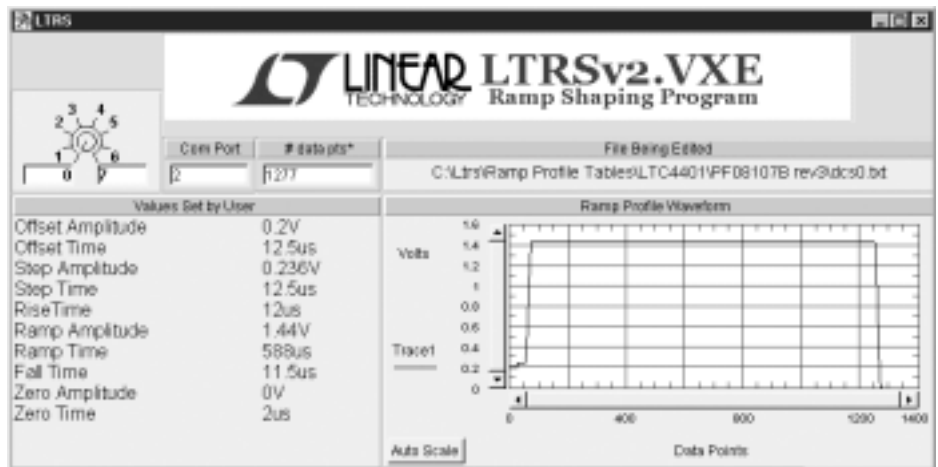 LTRS
LINEAR
TECHNOLOGY
LTRSv2.VXE
Ramp Shaping Program
3 4
2 5
1 6
0 7
Com Port
2
# data pts*
1277
File Being Edited
C:\Ltrs\Ramp Profile Tables\LTC4401\PF08107B rev3\dcs0.txt
Values Set by User
Offset Amplitude 0.2V
Offset Time 12.5us
Step Amplitude 0.236V
Step Time 12.5us
RiseTime 12us
Ramp Amplitude 1.44V
Ramp Time 588us
Fall Time 11.5us
Zero Amplitude 0V
Zero Time 2us
Ramp Profile Waveform
Volts
Trace1
1.6
1.4
1.2
1
0.8
0.6
0.4
0.2
0
0 400 800 1200 1400
Auto Scale
Data Points